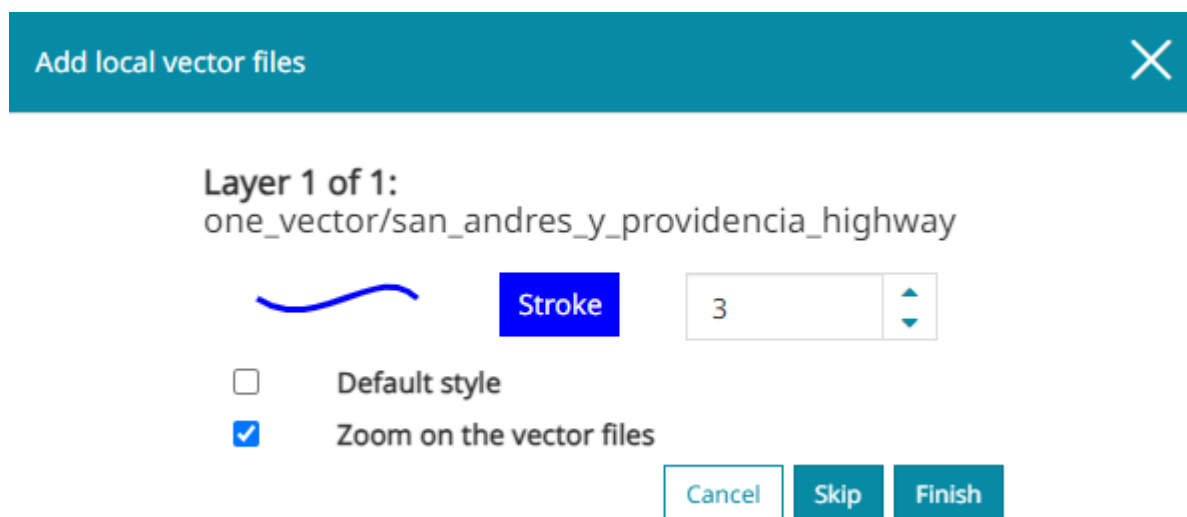 Add local vector files
Layer 1 of 1:
one_vector/san_andres_y_providencia_highway
Stroke 3
Default style
Zoom on the vector files
Cancel Skip Finish